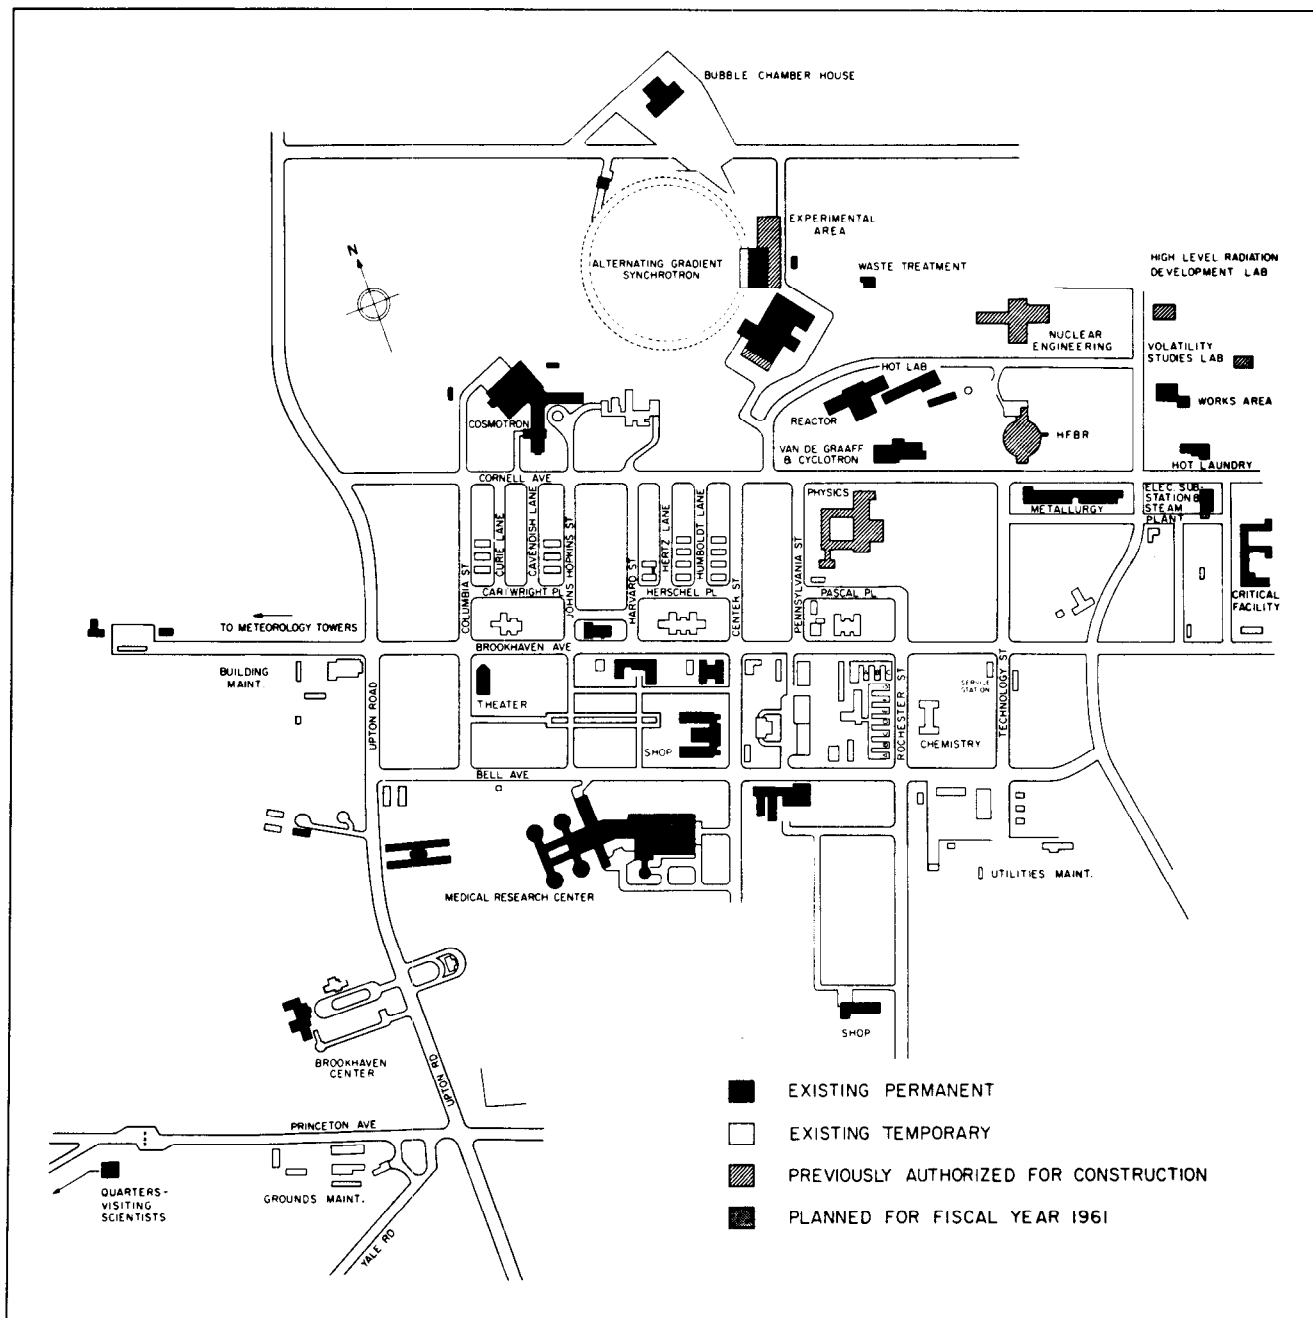 BUBBLE CHAMBER HOUSE
EXPERIMENTAL
AREA
N
ALTERNATING GRADIENT
SYNCHROTRON
WASTE TREATMENT
HIGH LEVEL RADIATION
DEVELOPMENT LAB
NUCLEAR
ENGINEERING
VOLATILITY
STUDIES LAB
HOT LAB
WORKS AREA
REACTOR
COSMOTRON
HFBR
VAN DE GRAAFF
& CYCLOTRON
HOT LAUNDRY
CORNELL AVE
PHYSICS
METALLURGY
ELEC. SUB-
STATION &
STEAM
PLANT
COLUMBIA ST
CURIE LANE
CAVENDISH LANE
JOHNS HOPKINS ST
HARVARD ST
HERTZ LANE
HUMBOLDT LANE
CENTER ST
PENNSYLVANIA ST
CARTWRIGHT PL
HERSCHEL PL
PASCAL PL
CRITICAL
FACILITY
TO METEOROLOGY TOWERS
BROOKHAVEN AVE
BUILDING
MAINT.
UPTON ROAD
THEATER
SHOP
ROCHESTER ST
SERVICE
STATION
TECHNOLOGY ST
CHEMISTRY
BELL AVE
MEDICAL RESEARCH CENTER
UTILITIES MAINT.
SHOP
BROOKHAVEN
CENTER
UPTON RD
PRINCETON AVE
QUARTERS-
VISITING
SCIENTISTS
GROUNDS MAINT.
YALE RD
EXISTING PERMANENT
EXISTING TEMPORARY
PREVIOUSLY AUTHORIZED FOR CONSTRUCTION
PLANNED FOR FISCAL YEAR 1961